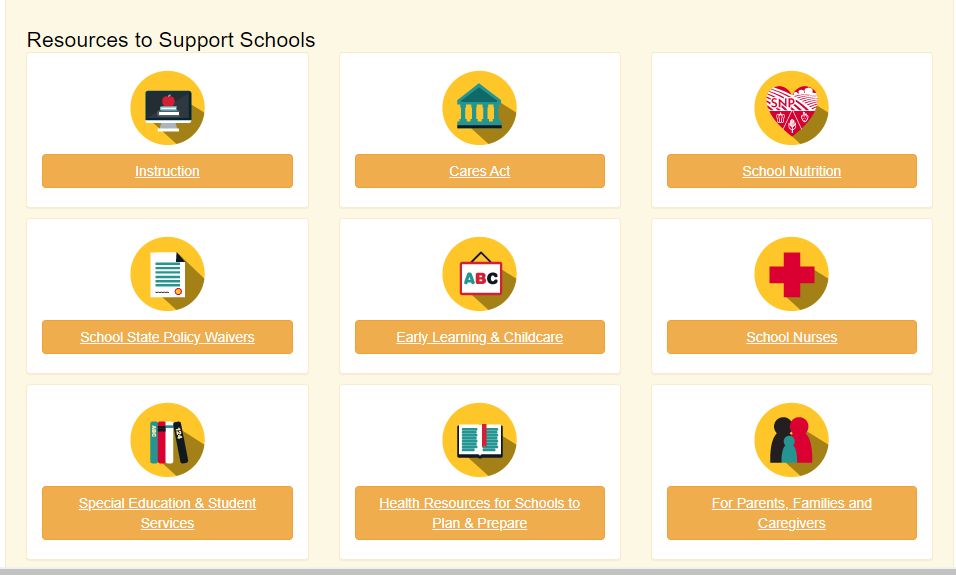 Resources to Support Schools
Instruction
Cares Act
SNP
School Nutrition
School State Policy Waivers
ABC
Early Learning & Childcare
School Nurses
Special Education & Student
Services
Health Resources for Schools to
Plan & Prepare
For Parents, Families and
Caregivers